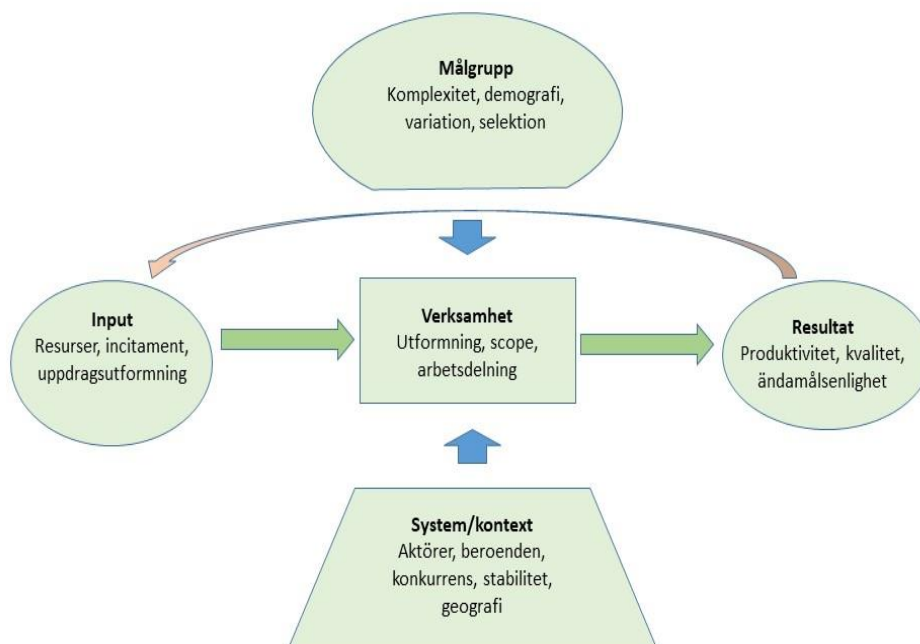 Målgrupp
Komplexitet, demografi,
variation, selektion
Input
Resurser, incitament,
uppdragsutformning
Verksamhet
Utformning, scope,
arbetsdelning
Resultat
Produktivitet, kvalitet,
ändamålsenlighet
System/kontext
Aktörer, beroenden,
konkurrens, stabilitet,
geografi